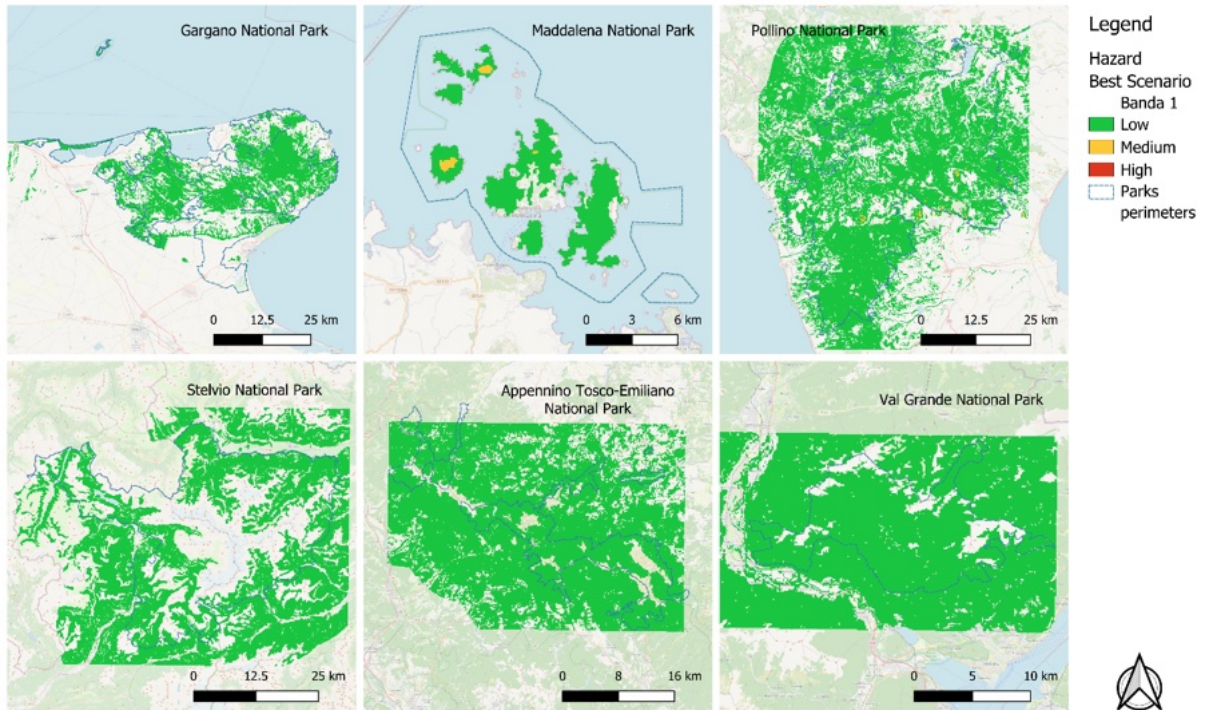 Gargano National Park
0 12.5 25 km
Maddalena National Park
0 3 6 km
Pollino National Park
0 12.5 25 km
Stelvio National Park
0 12.5 25 km
Appennino Tosco-Emiliano
National Park
0 8 16 km
Val Grande National Park
0 5 10 km
Legend
Hazard
Best Scenario
Banda 1
Low
Medium
High
Parks
perimeters